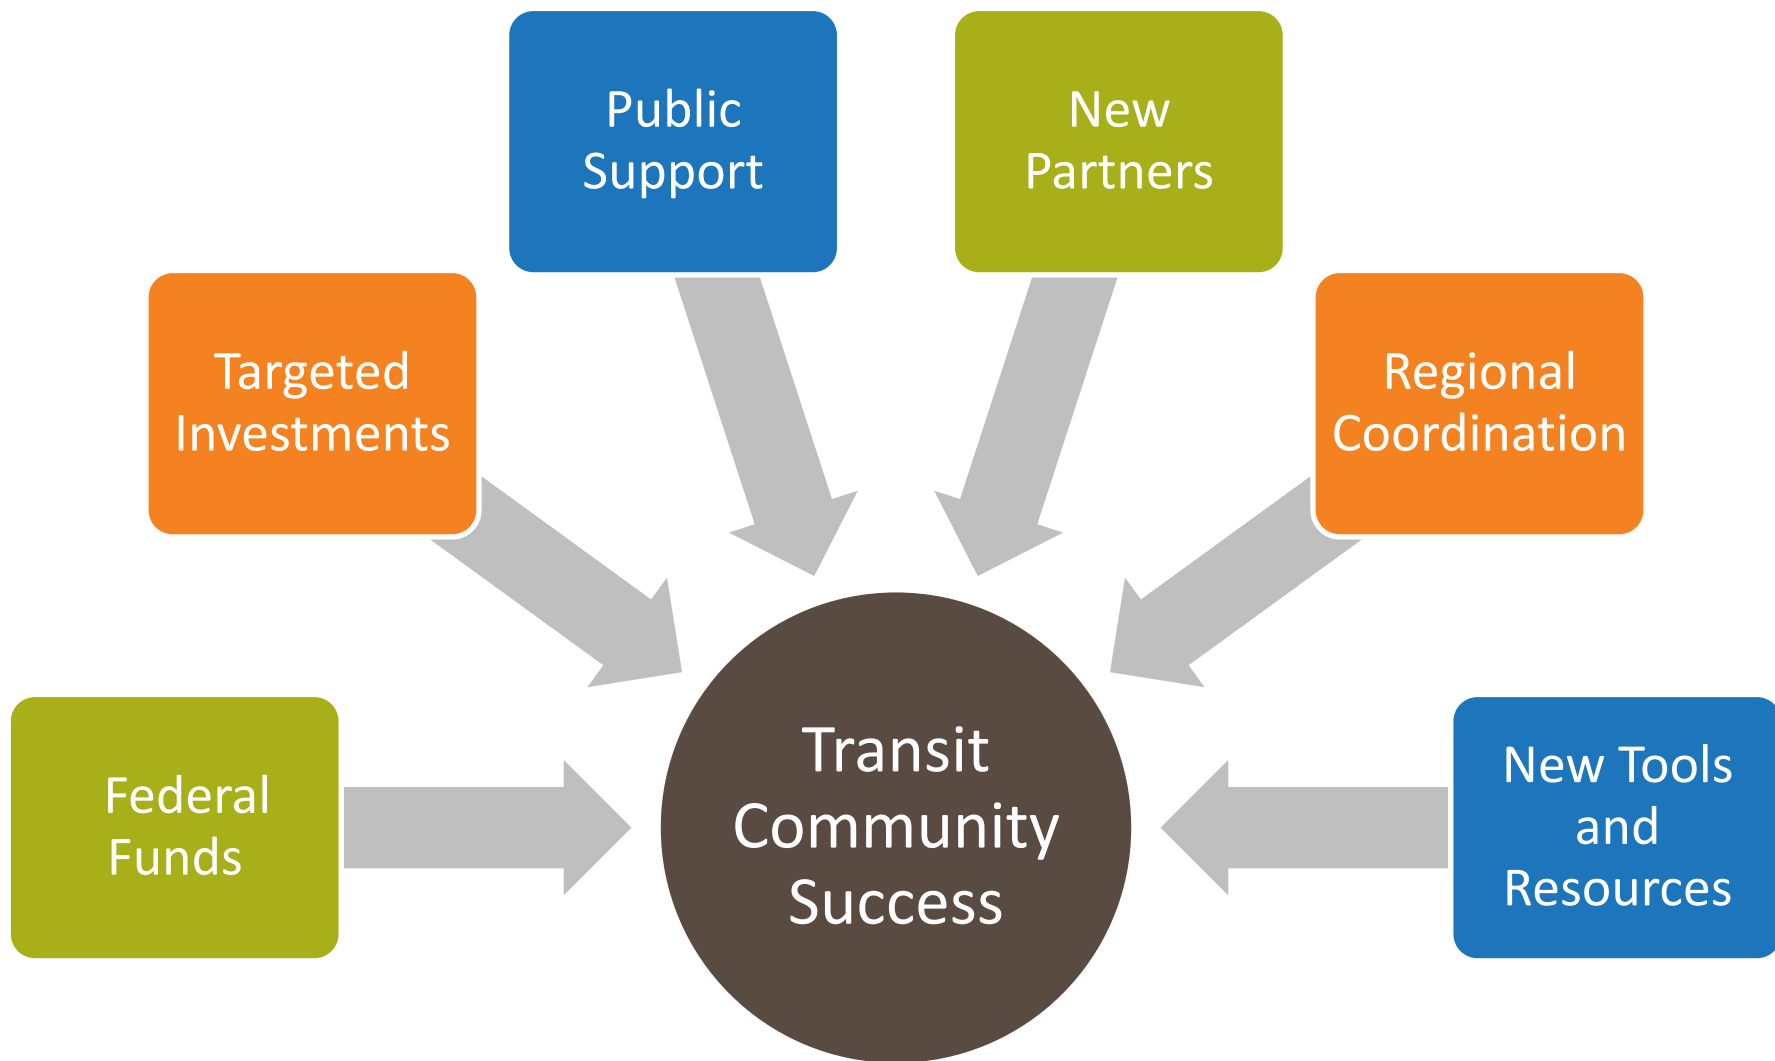 Public
Support
New
Partners
Targeted
Investments
Regional
Coordination
Federal
Funds
Transit
Community
Success
New Tools
and
Resources